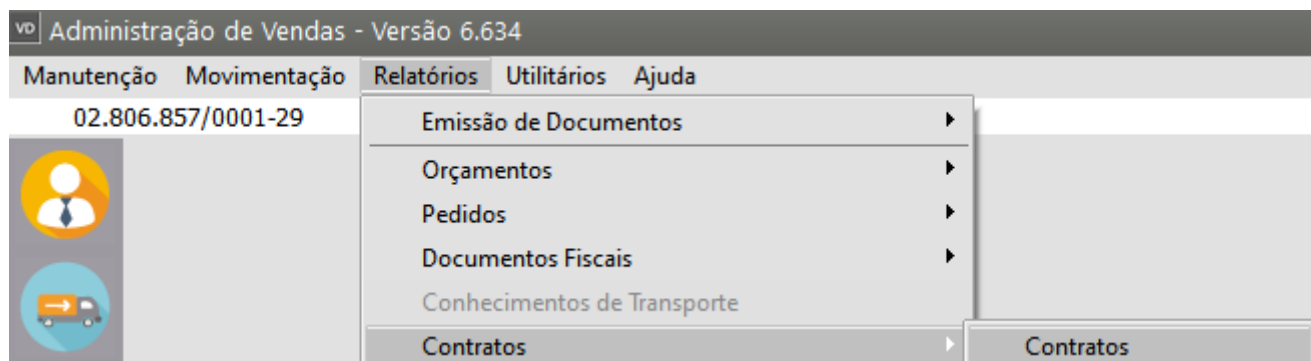 VD Administração de Vendas - Versão 6.634
Manutenção Movimentação Relatórios Utilitários Ajuda
02.806.857/0001-29
Emissão de Documentos
Orçamentos
Pedidos
Documentos Fiscais
Conhecimentos de Transporte
Contratos Contratos